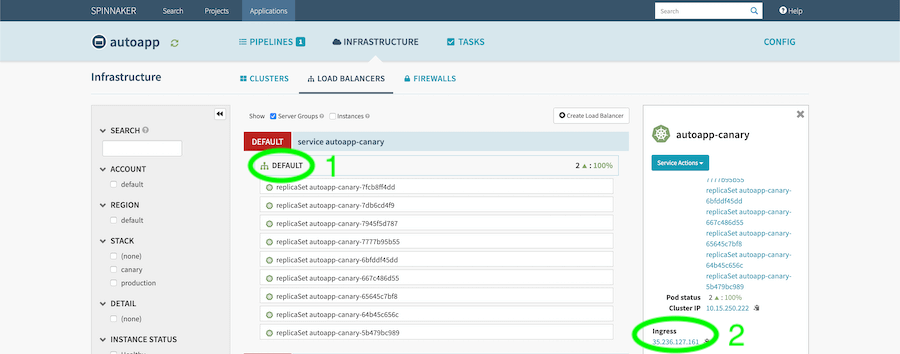 SPINNAKER Search Projects Applications Search Help
autoapp PIPELINES 1 INFRASTRUCTURE TASKS CONFIG
Infrastructure CLUSTERS LOAD BALANCERS FIREWALLS
SEARCH
ACCOUNT
default
REGION
default
STACK
(none)
canary
production
DETAIL
(none)
INSTANCE STATUS
Healthy
Show Server Groups Instances Create Load Balancer
DEFAULT service autoapp-canary
DEFAULT 1 2 : 100%
replicaSet autoapp-canary-7fcb8ff4dd
replicaSet autoapp-canary-7db6cd4f9
replicaSet autoapp-canary-7945f5d787
replicaSet autoapp-canary-7777b95b55
replicaSet autoapp-canary-6bfddf45dd
replicaSet autoapp-canary-667c486d55
replicaSet autoapp-canary-65645c7bf8
replicaSet autoapp-canary-64b45c656c
replicaSet autoapp-canary-5b479bc989
autoapp-canary
Service Actions
7777b95b55
replicaSet autoapp-canary-
6bfddf45dd
replicaSet autoapp-canary-
667c486d55
replicaSet autoapp-canary-
65645c7bf8
replicaSet autoapp-canary-
64b45c656c
replicaSet autoapp-canary-
5b479bc989
Pod status 2 : 100%
Cluster IP 10.15.250.222
Ingress
35.236.127.161
2